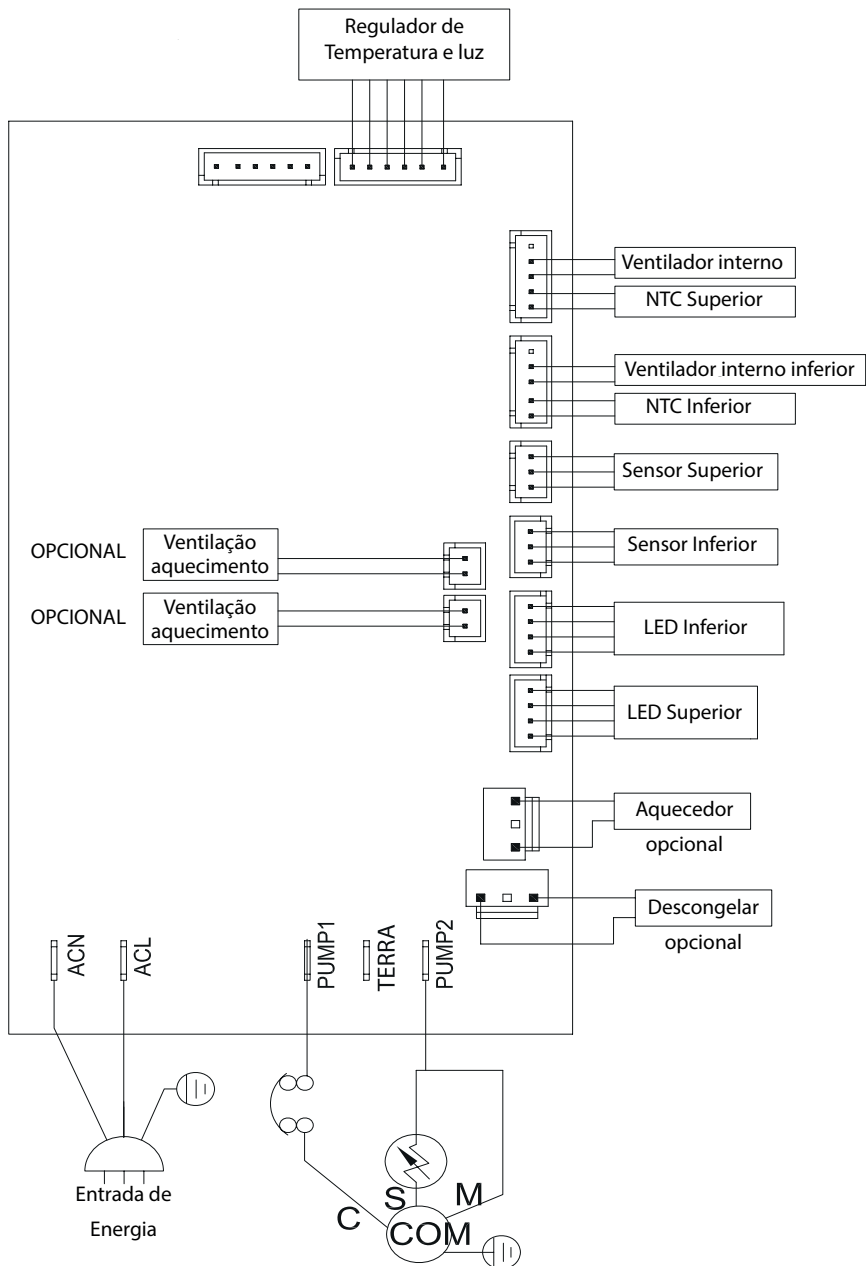 Regulador de
Temperatura e luz
Ventilador interno
NTC Superior
Ventilador interno inferior
NTC Inferior
Sensor Superior
Sensor Inferior
OPCIONAL
Ventilação
aquecimento
OPCIONAL
Ventilação
aquecimento
LED Inferior
LED Superior
Aquecedor
opcional
Descongelar
opcional
ACN
ACL
PUMP1
TERRA
PUMP2
Entrada de
Energia
S
M
C
COM